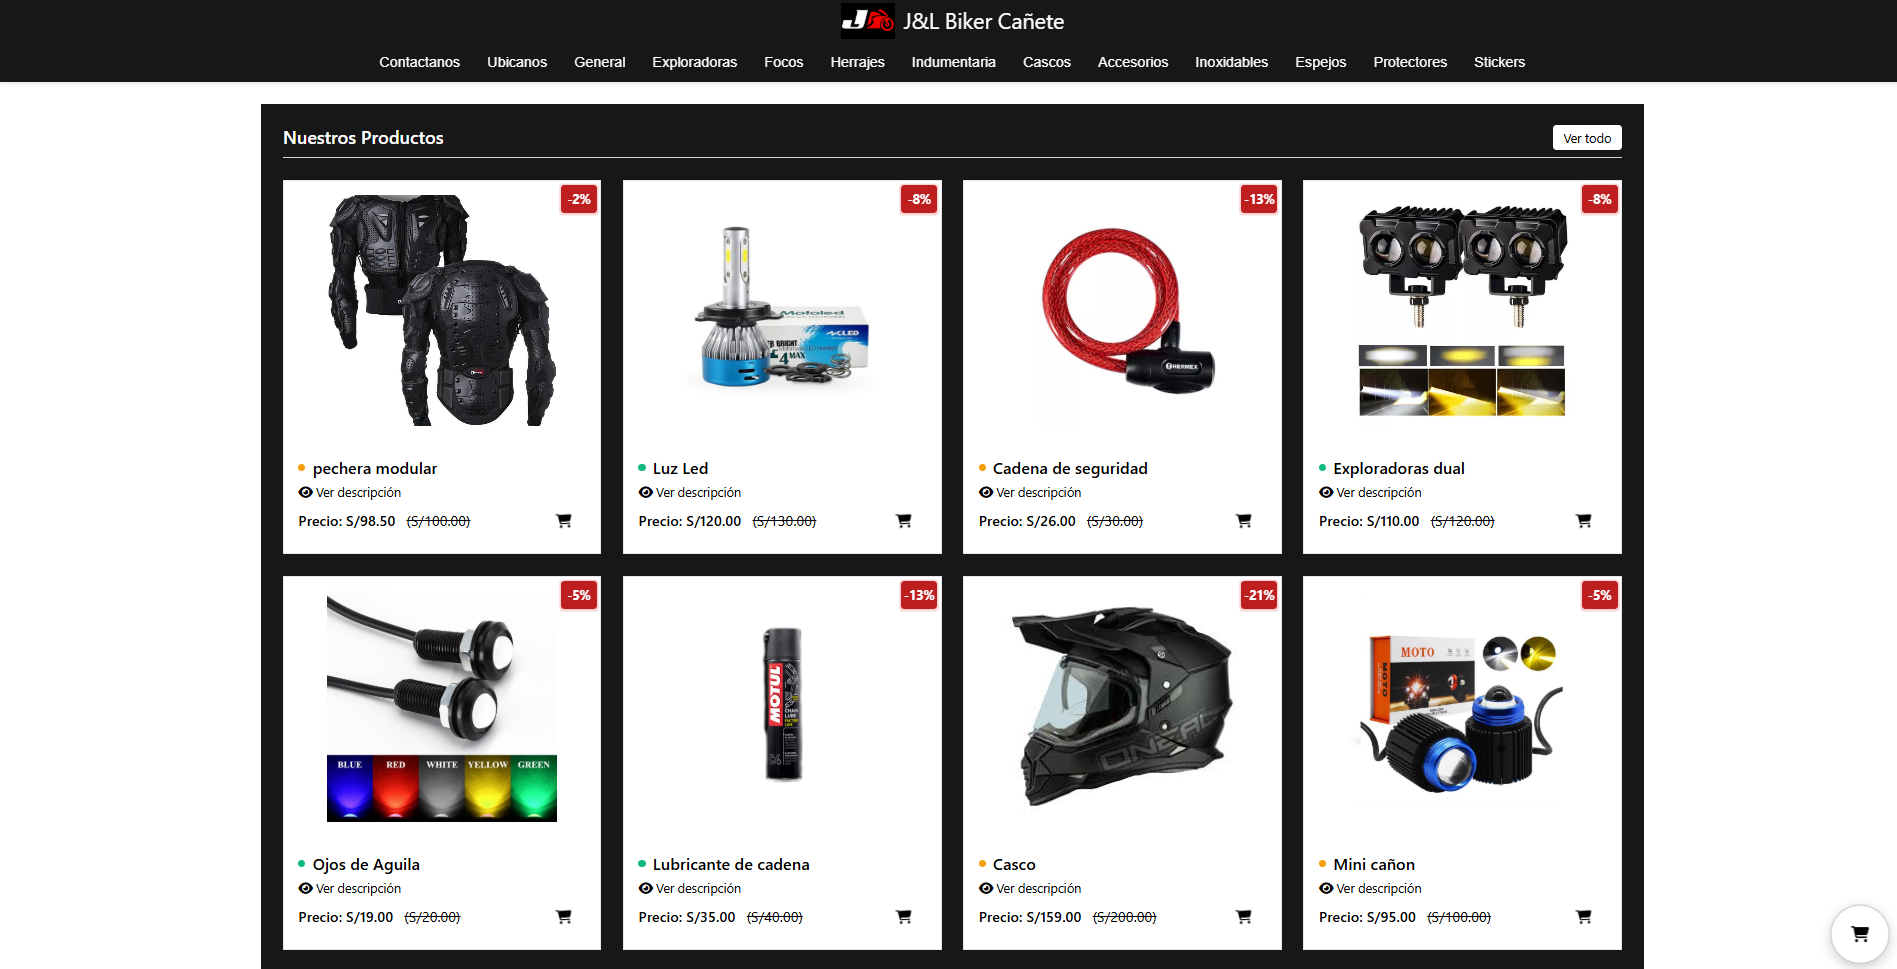 J&L Biker Cañete
Contactanos Ubicanos General Exploradoras Focos Herrajes Indumentaria Cascos Accesorios Inoxidables Espejos Protectores Stickers
Nuestros Productos
Ver todo
-2%
-8%
-13%
-8%
Motoled
NCLED
BRIGHT
4 MAX
HERMEX
pechera modular
Ver descripción
Precio: S/98.50 (S/100.00)
Luz Led
Ver descripción
Precio: S/120.00 (S/130.00)
Cadena de seguridad
Ver descripción
Precio: S/26.00 (S/30.00)
Exploradoras dual
Ver descripción
Precio: S/110.00 (S/120.00)
-5%
-13%
-21%
-5%
BLUE RED WHITE YELLOW GREEN
MOTUL
CHAIN
LUBE
ONEAL
MOTO
MOTO
Ojos de Aguila
Ver descripción
Precio: S/19.00 (S/20.00)
Lubricante de cadena
Ver descripción
Precio: S/35.00 (S/40.00)
Casco
Ver descripción
Precio: S/159.00 (S/200.00)
Mini cañon
Ver descripción
Precio: S/95.00 (S/100.00)